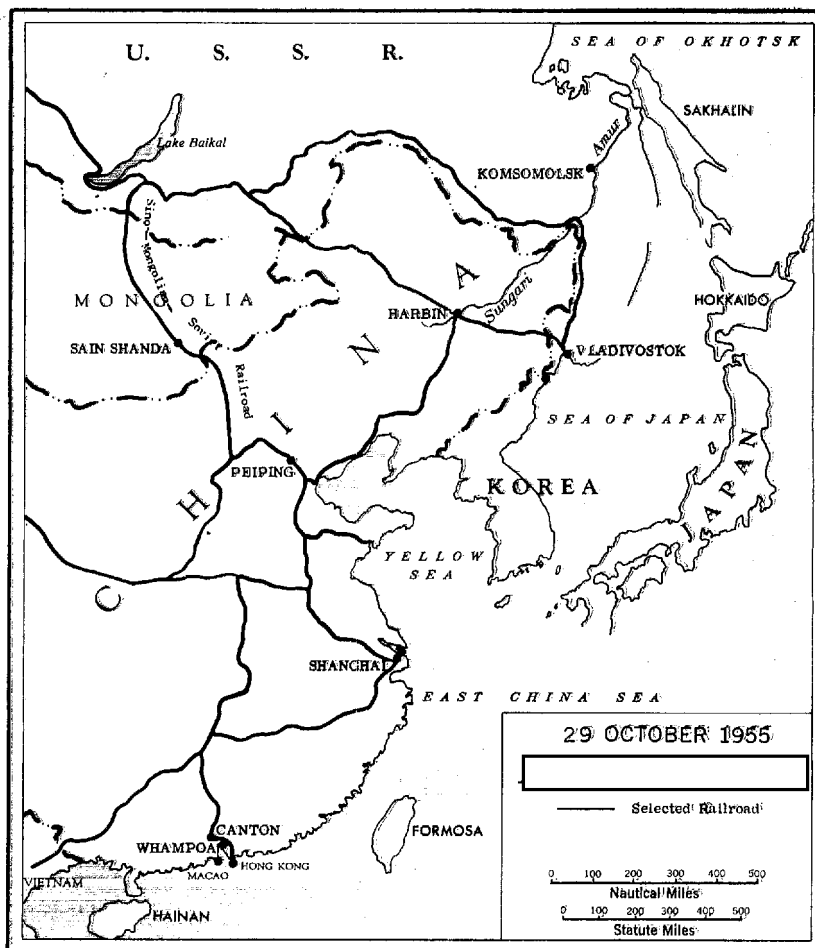 U. S. S. R.
SEA OF OKHOTSK
SAKHALIN
Lake Baikal
Amur
KOMSOMOLSK
Sino-Mongolian Soviet Railroad
MONGOLIA
CHINA
Sungari
HARBIN
HOKKAIDO
SAIN SHANDA
VLADIVOSTOK
SEA OF JAPAN
PEIPING
KOREA
JAPAN
YELLOW
SEA
SHANGHAI
EAST CHINA SEA
29 OCTOBER 1955
Selected Railroad
CANTON
WHAMPOA
FORMOSA
HONG KONG
MACAO
VIETNAM
HAINAN
0 100 200 300 400 500
Nautical Miles
0 100 200 300 400 500
Statute Miles